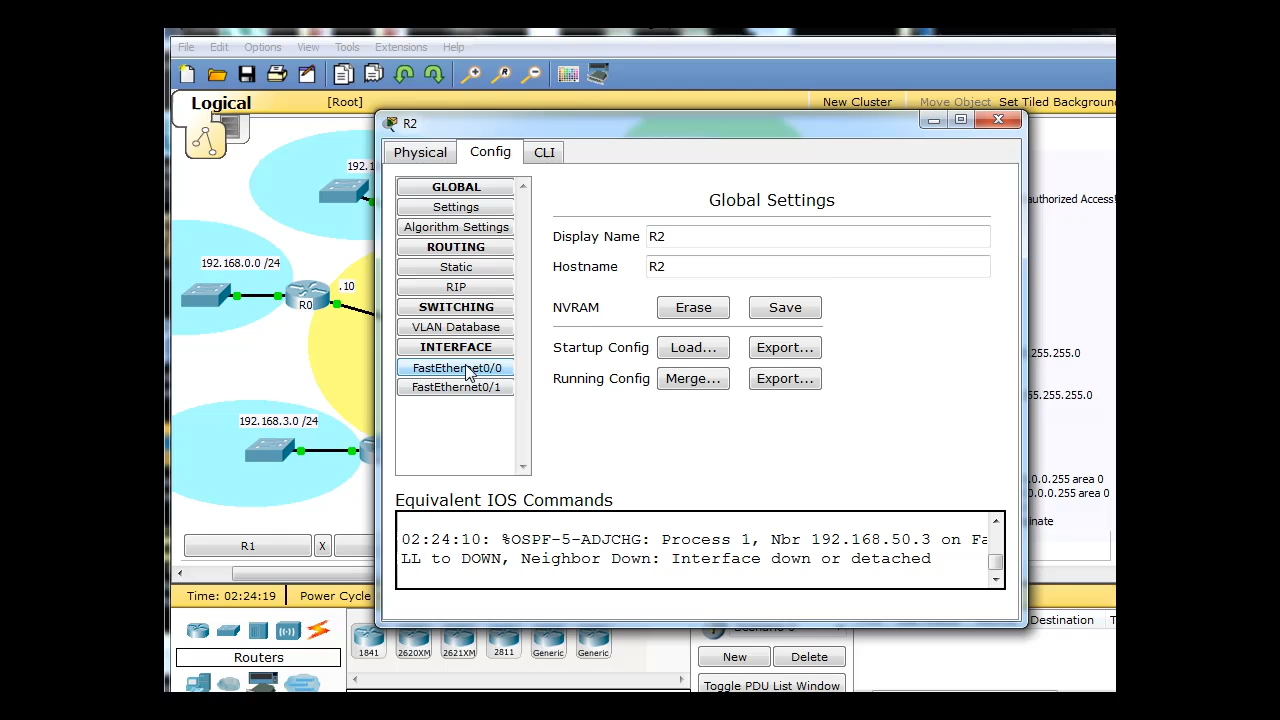 File Edit Options View Tools Extensions Help
Logical
[Root]
New Cluster
Move Object
Set Tiled Background
R2
Physical
Config
CLI
GLOBAL
Settings
Algorithm Settings
ROUTING
Static
RIP
SWITCHING
VLAN Database
INTERFACE
FastEthernet0/0
FastEthernet0/1
Global Settings
Display Name R2
Hostname R2
NVRAM Erase Save
Startup Config Load... Export...
Running Config Merge... Export...
Equivalent IOS Commands
02:24:10: %OSPF-5-ADJCHG: Process 1, Nbr 192.168.50.3 on Fa
LL to DOWN, Neighbor Down: Interface down or detached
192.1
192.168.0.0 /24
.10
R0
192.168.3.0 /24
authorized Access!
255.255.0
255.255.255.0
0.0.255 area 0
0.0.0.255 area 0
inate
R1 X
Time: 02:24:19
Power Cycle
Destination
Routers
1841
2620XM
2621XM
2811
Generic
Generic
New
Delete
Toggle PDU List Window